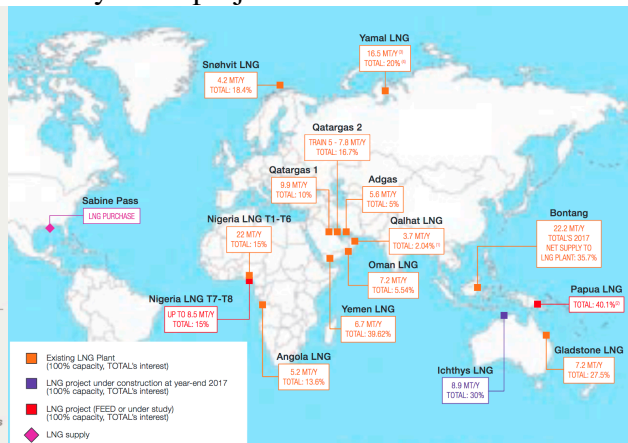 Yamal LNG
16.5 MT/Y
TOTAL: 20%
Snøhvit LNG
4.2 MT/Y
TOTAL: 18.4%
Qatargas 2
TRAIN 5 - 7.8 MT/Y
TOTAL: 16.7%
Qatargas 1
9.9 MT/Y
TOTAL: 10%
Adgas
5.6 MT/Y
TOTAL: 5%
Sabine Pass
LNG PURCHASE
Nigeria LNG T1-T6
22 MT/Y
TOTAL: 15%
Qalhat LNG
3.7 MT/Y
TOTAL: 2.04% (1)
Bontang
22.2 MT/Y
TOTAL'S 2017
NET SUPPLY TO
LNG PLANT: 35.7%
Oman LNG
7.2 MT/Y
TOTAL: 5.54%
Papua LNG
TOTAL: 40.1%(2)
Nigeria LNG T7-T8
UP TO 8.5 MT/Y
TOTAL: 15%
Yemen LNG
6.7 MT/Y
TOTAL: 39.62%
Gladstone LNG
7.2 MT/Y
TOTAL: 27.5%
Angola LNG
5.2 MT/Y
TOTAL: 13.6%
Ichthys LNG
8.9 MT/Y
TOTAL: 30%
Existing LNG Plant
(100% capacity, TOTAL's interest)
LNG project under construction at year-end 2017
(100% capacity, TOTAL's interest)
LNG project (FEED or under study)
(100% capacity, TOTAL's interest)
LNG supply